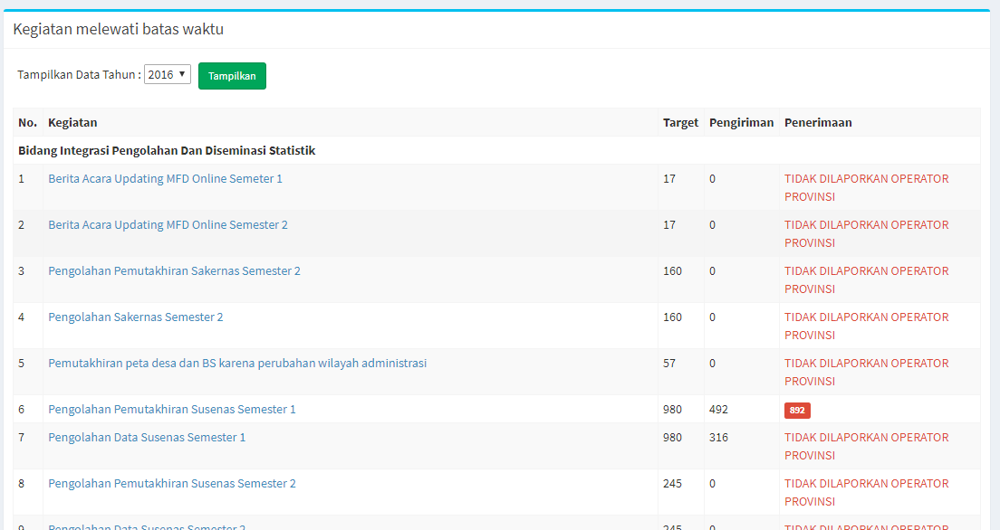 Kegiatan melewati batas waktu
Tampilkan Data Tahun : 2016 Tampilkan
No. Kegiatan Target Pengiriman Penerimaan
Bidang Integrasi Pengolahan Dan Diseminasi Statistik
1 Berita Acara Updating MFD Online Semeter 1 17 0 TIDAK DILAPORKAN OPERATOR
PROVINSI
2 Berita Acara Updating MFD Online Semester 2 17 0 TIDAK DILAPORKAN OPERATOR
PROVINSI
3 Pengolahan Pemutakhiran Sakernas Semester 2 160 0 TIDAK DILAPORKAN OPERATOR
PROVINSI
4 Pengolahan Sakernas Semester 2 160 0 TIDAK DILAPORKAN OPERATOR
PROVINSI
5 Pemutakhiran peta desa dan BS karena perubahan wilayah administrasi 57 0 TIDAK DILAPORKAN OPERATOR
PROVINSI
6 Pengolahan Pemutakhiran Susenas Semester 1 980 492 892
7 Pengolahan Data Susenas Semester 1 980 316 TIDAK DILAPORKAN OPERATOR
PROVINSI
8 Pengolahan Pemutakhiran Susenas Semester 2 245 0 TIDAK DILAPORKAN OPERATOR
PROVINSI
9 Pengolahan Data Susenas Semester 2 245 0 TIDAK DILAPORKAN OPERATOR